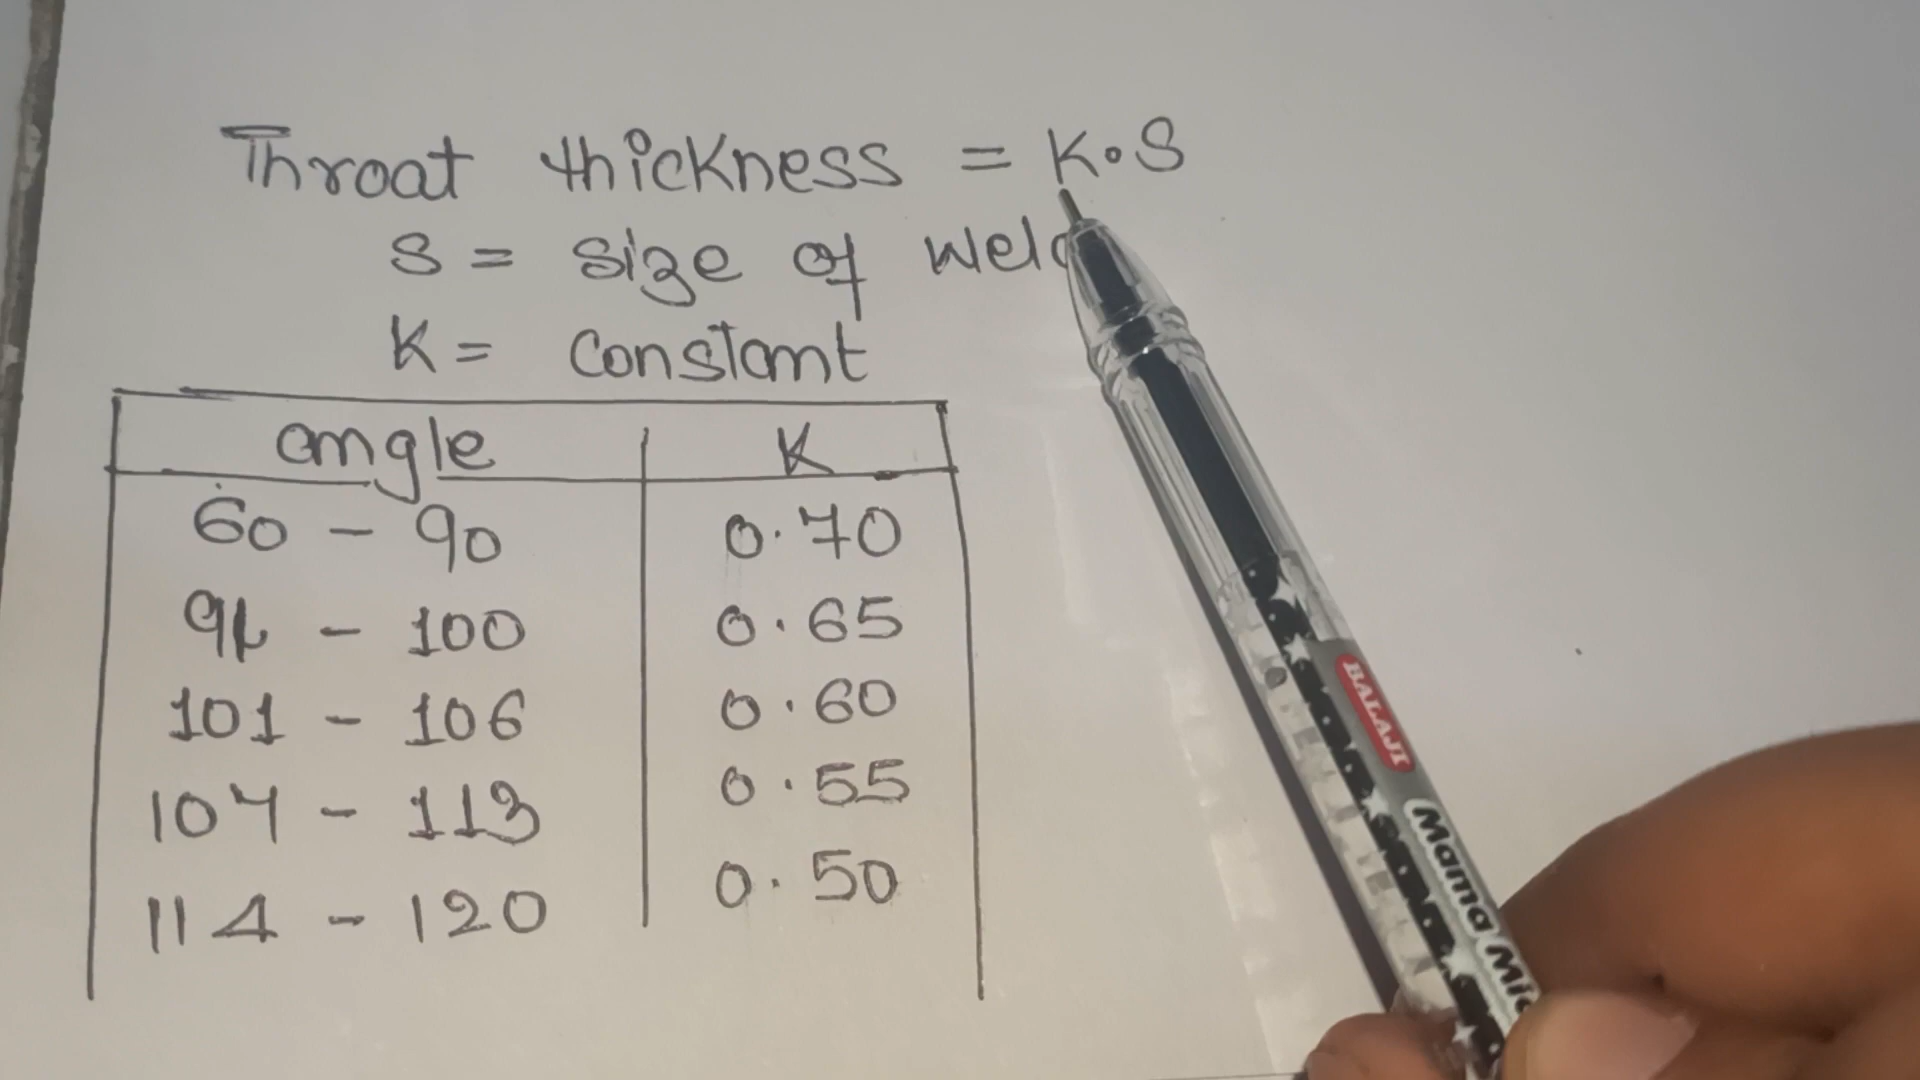 Throat thickness = K.S
S = size of weld
K = Constant
angle K
60 - 90 0.70
91 - 100 0.65
101 - 106 0.60
107 - 113 0.55
114 - 120 0.50
BALAJI
Mama Mic